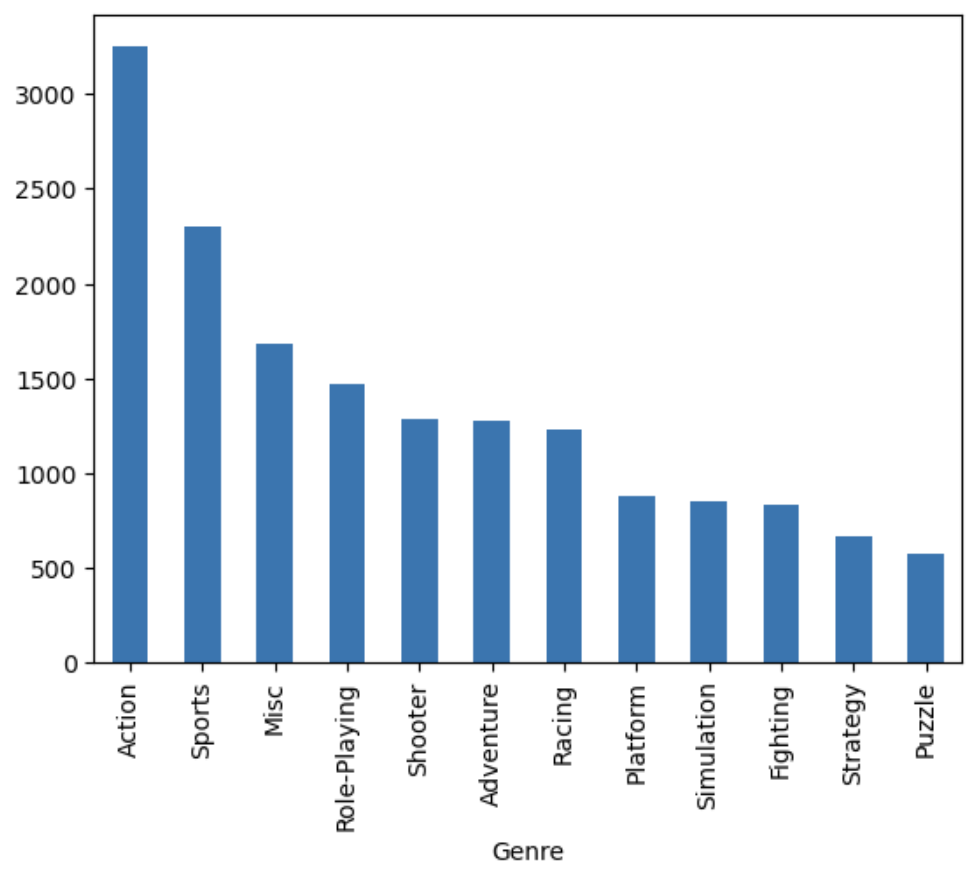 3000
2500
2000
1500
1000
500
0
Action
Sports
Misc
Role-Playing
Shooter
Adventure
Racing
Platform
Simulation
Fighting
Strategy
Puzzle
Genre